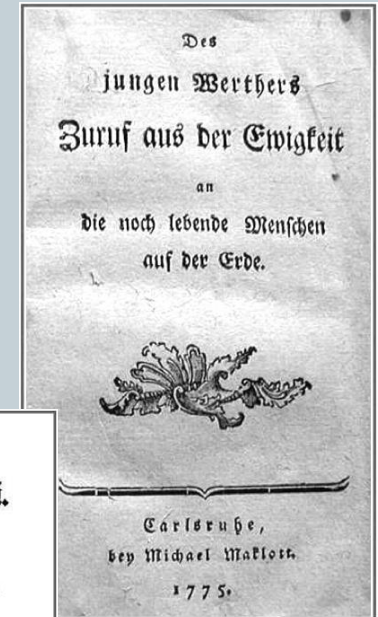 Des
jungen Werthers
Zuruf aus der Ewigkeit
an
die noch lebende Menschen
auf der Erde.
Carlsruhe,
bey Michael Maklott.
1775.